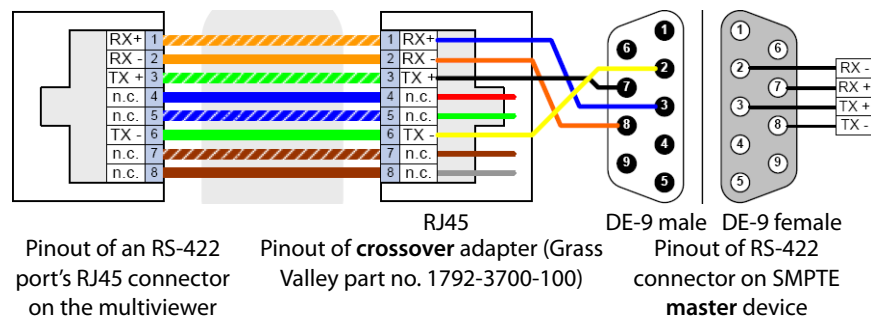 RX+ 1
RX - 2
TX + 3
n.c. 4
n.c. 5
TX - 6
n.c. 7
n.c. 8
1 RX+
2 RX -
3 TX +
4 n.c.
5 n.c.
6 TX -
7 n.c.
8 n.c.
1
6
2
7
3
8
4
9
5
1
6
2
7
3
8
4
9
5
RX -
RX +
TX +
TX -
RJ45
DE-9 male
DE-9 female
Pinout of an RS-422
port's RJ45 connector
on the multiviewer
Pinout of crossover adapter (Grass
Valley part no. 1792-3700-100)
Pinout of RS-422
connector on SMPTE
master device